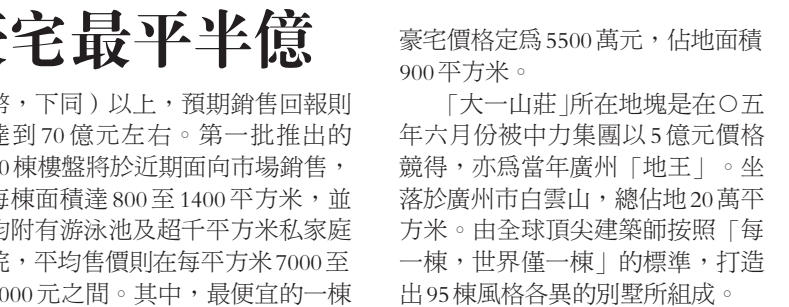 宅最平半億
幣，下同）以上，預期銷售回報則
達到70億元左右。第一批推出的
0棟樓盤將於近期面向市場銷售，
每棟面積達800至1400平方米，並
均附有游泳池及超千平方米私家庭
院，平均售價則在每平方米7000至
000元之間。其中，最便宜的一棟
豪宅價格定爲5500萬元，佔地面積
900平方米。
「大一山莊」所在地塊是在○五
年六月份被中力集團以5億元價格
競得，亦爲當年廣州「地王」。坐
落於廣州市白雲山，總佔地20萬平
方米。由全球頂尖建築師按照「每
一棟，世界僅一棟」的標準，打造
出95棟風格各異的別墅所組成。